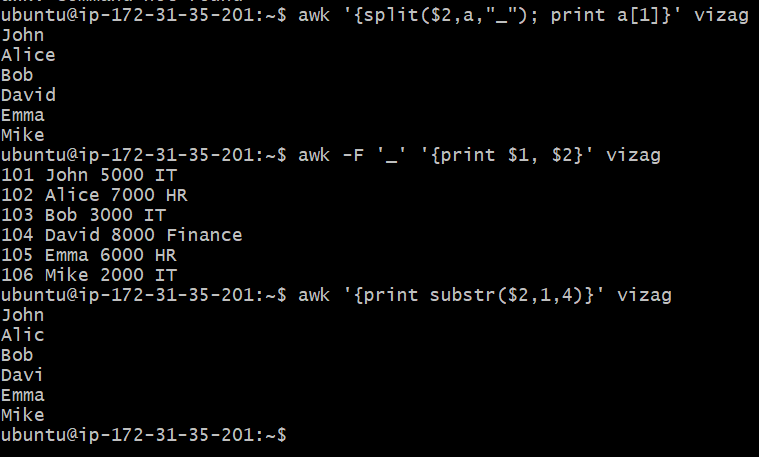 ubuntu@ip-172-31-35-201:~$ awk '{split($2,a,"_"); print a[1]}' vizag
John
Alice
Bob
David
Emma
Mike
ubuntu@ip-172-31-35-201:~$ awk -F '_' '{print $1, $2}' vizag
101 John 5000 IT
102 Alice 7000 HR
103 Bob 3000 IT
104 David 8000 Finance
105 Emma 6000 HR
106 Mike 2000 IT
ubuntu@ip-172-31-35-201:~$ awk '{print substr($2,1,4)}' vizag
John
Alic
Bob
Davi
Emma
Mike
ubuntu@ip-172-31-35-201:~$